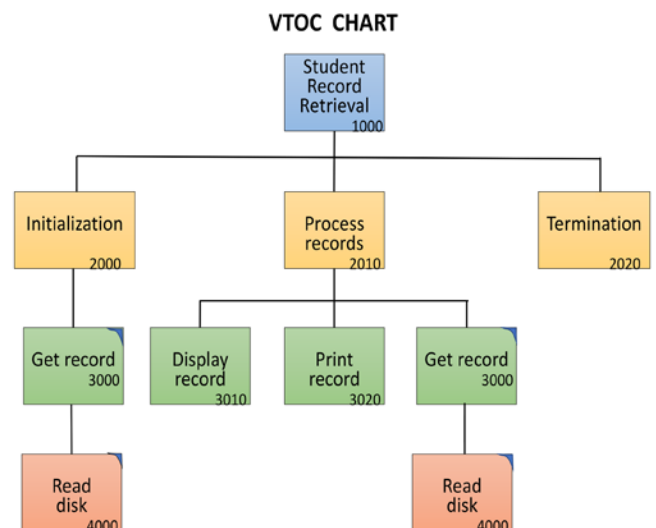 VTOC CHART
Student
Record
Retrieval
1000
Initialization
2000
Process
records
2010
Termination
2020
Get record
3000
Display
record
3010
Print
record
3020
Get record
3000
Read
disk
4000
Read
disk
4000